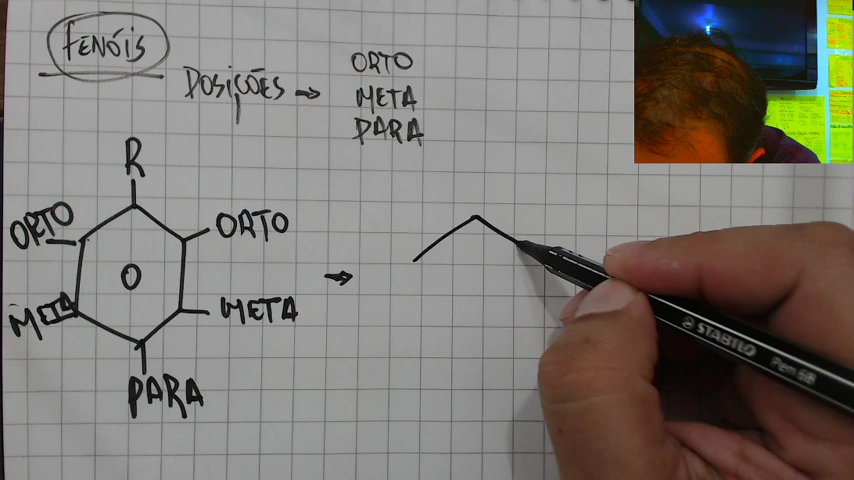 FENÓIS
POSIÇÕES → ORTO
META
PARA
R
ORTO
ORTO
O
META
META
PARA
→
STABILO Pen 68